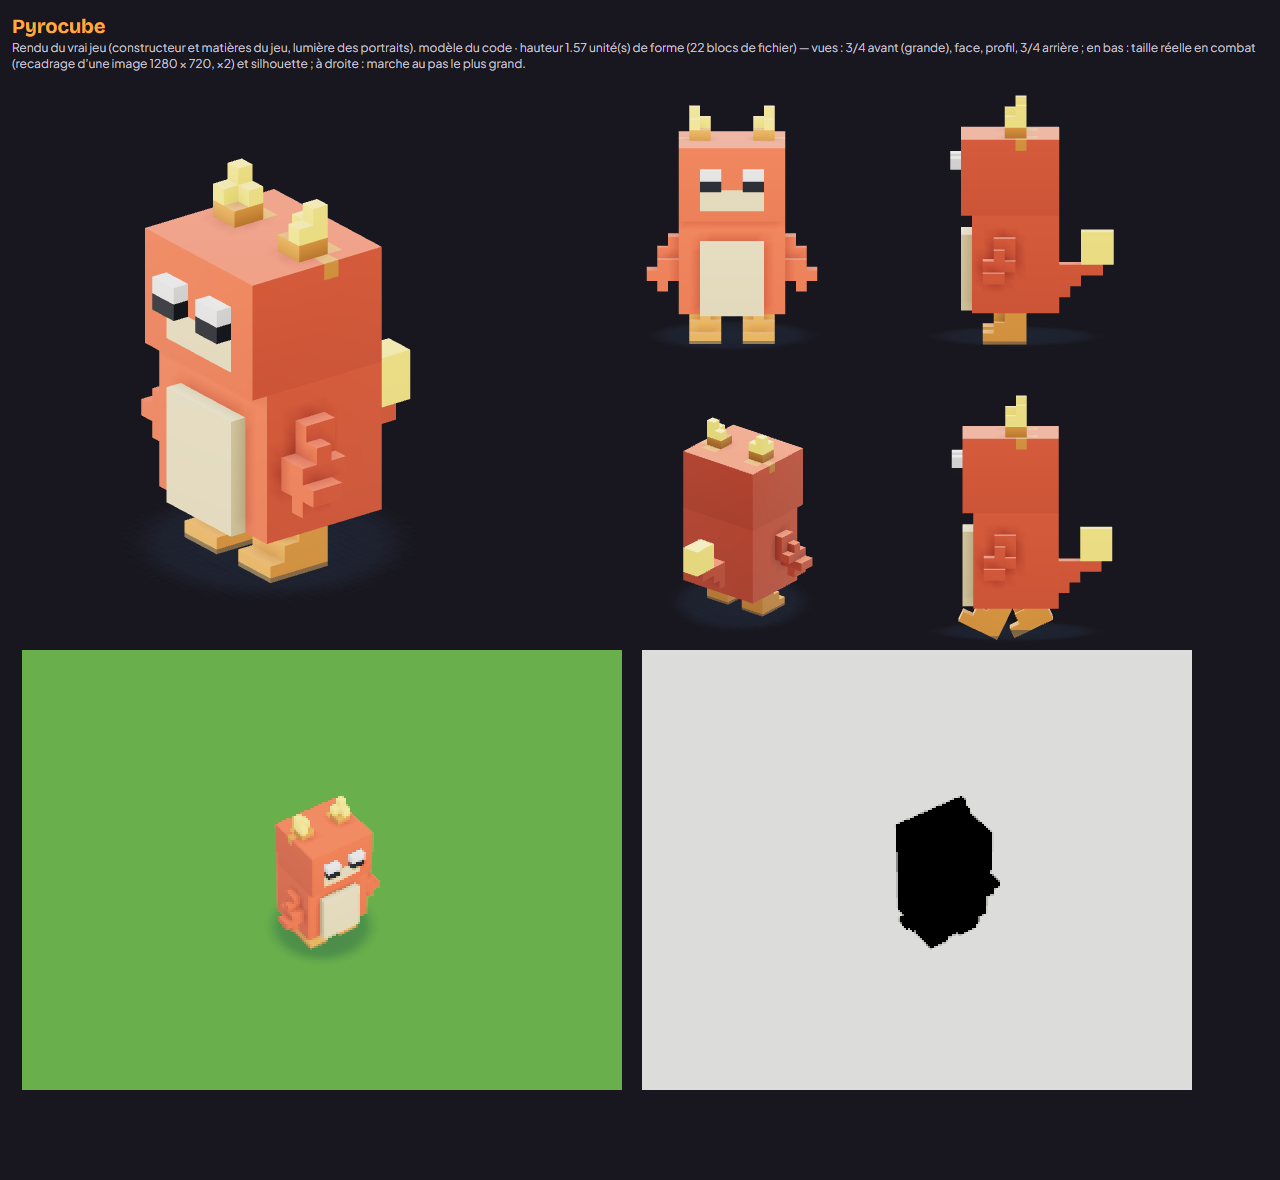 Pyrocube
Rendu du vrai jeu (constructeur et matières du jeu, lumière des portraits). modèle du code · hauteur 1.57 unité(s) de forme (22 blocs de fichier) — vues : 3/4 avant (grande), face, profil, 3/4 arrière ; en bas : taille réelle en combat
(recadrage d'une image 1280 × 720, ×2) et silhouette ; à droite : marche au pas le plus grand.